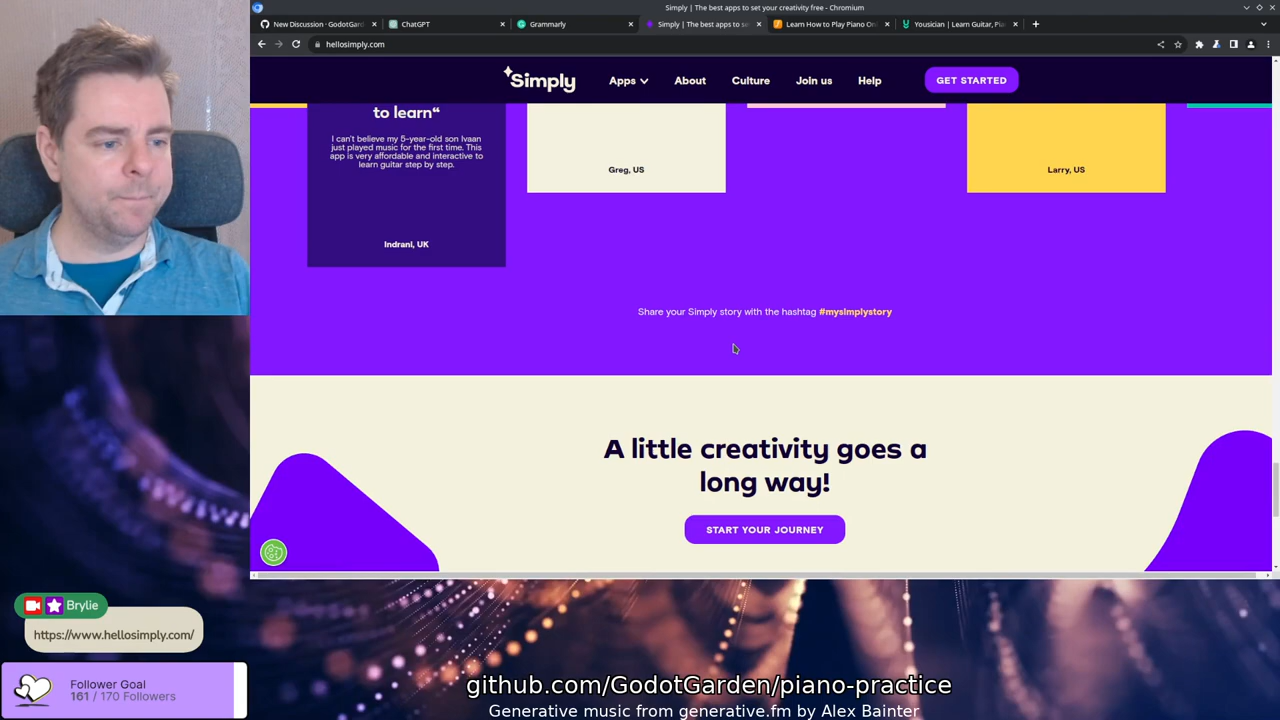 Simply | The best apps to set your creativity free - Chromium
New Discussion · GodotGar
ChatGPT
Grammarly
Simply | The best apps to se
Learn How to Play Piano On
Yousician | Learn Guitar, Pia
hellosimply.com
Simply
Apps
About
Culture
Join us
Help
GET STARTED
to learn“
I can't believe my 5-year-old son Ivaan
just played music for the first time. This
app is very affordable and interactive to
learn guitar step by step.
Indrani, UK
Greg, US
Larry, US
Share your Simply story with the hashtag #mysimplystory
A little creativity goes a
long way!
START YOUR JOURNEY
Brylie
https://www.hellosimply.com/
Follower Goal
161 / 170 Followers
github.com/GodotGarden/piano-practice
Generative music from generative.fm by Alex Bainter